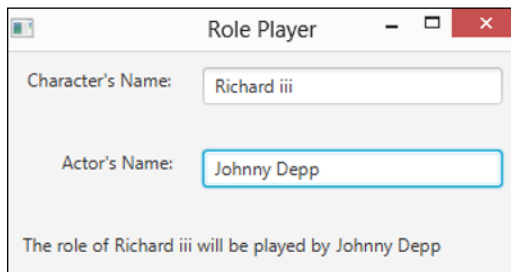 Role Player
Character's Name: Richard iii
Actor's Name: Johnny Depp
The role of Richard iii will be played by Johnny Depp